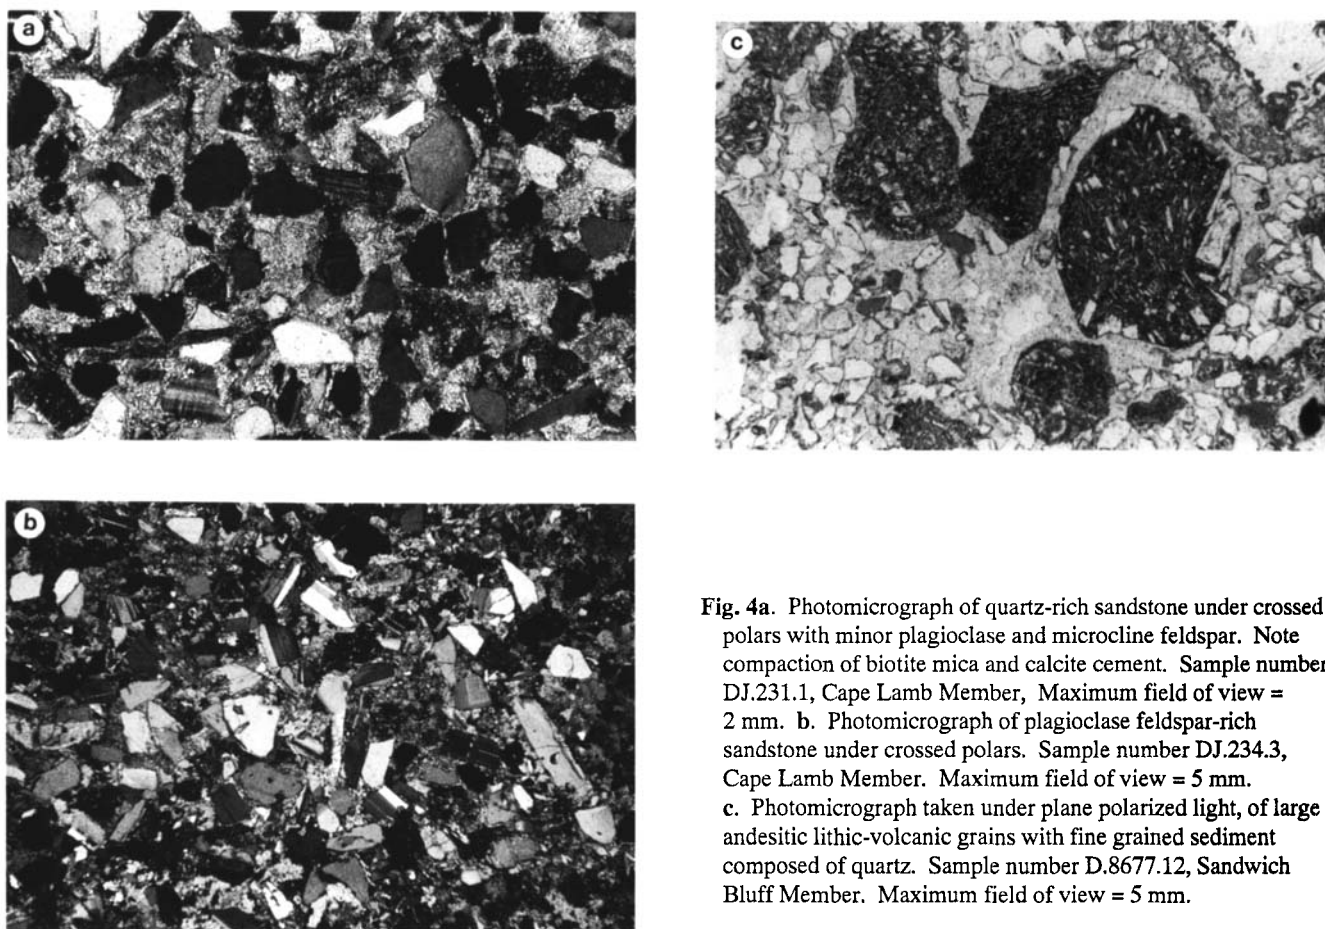 a
c
b
Fig. 4a. Photomicrograph of quartz-rich sandstone under crossed
polars with minor plagioclase and microcline feldspar. Note
compaction of biotite mica and calcite cement. Sample number
DJ.231.1, Cape Lamb Member, Maximum field of view =
2 mm. b. Photomicrograph of plagioclase feldspar-rich
sandstone under crossed polars. Sample number DJ.234.3,
Cape Lamb Member. Maximum field of view = 5 mm.
c. Photomicrograph taken under plane polarized light, of large
andesitic lithic-volcanic grains with fine grained sediment
composed of quartz. Sample number D.8677.12, Sandwich
Bluff Member. Maximum field of view = 5 mm.